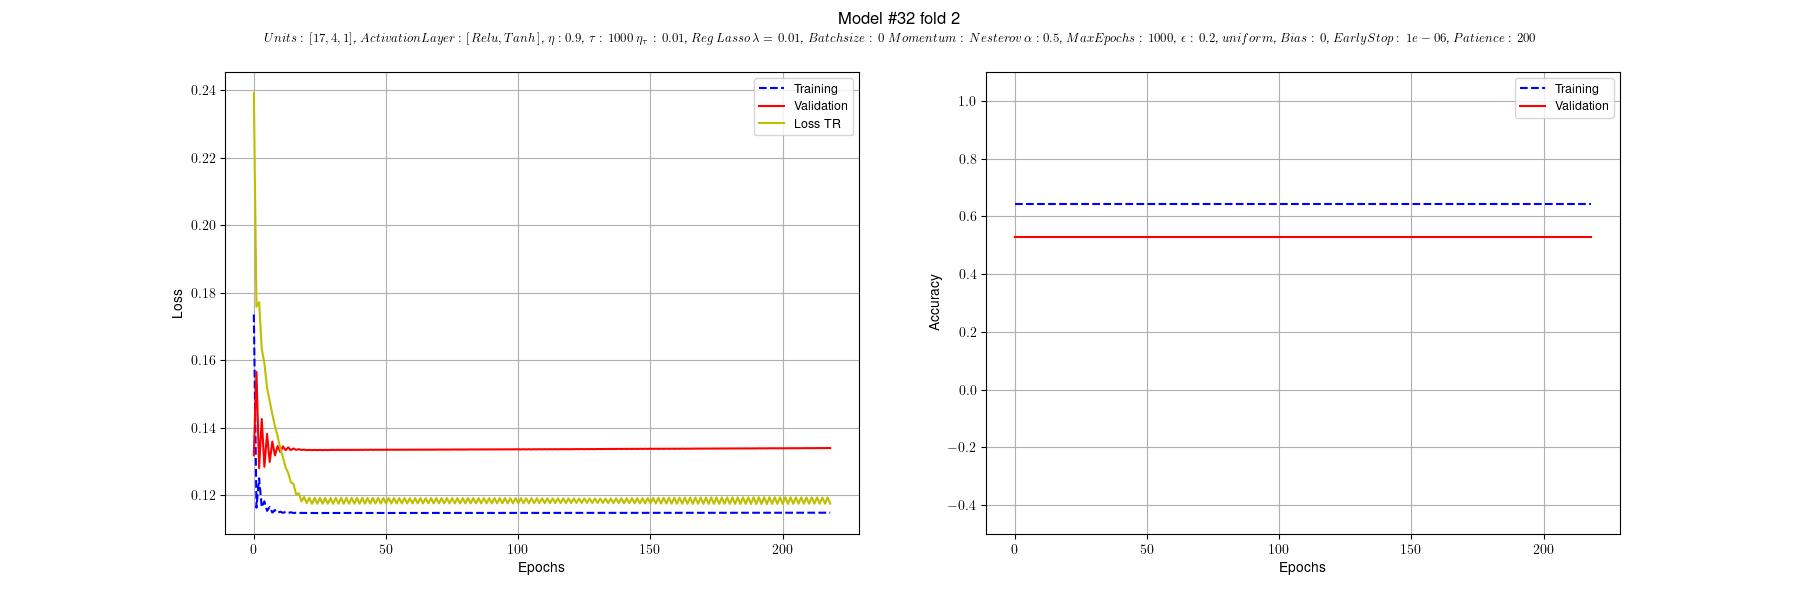 Model #32 fold 2
Units : [17, 4, 1], ActivationLayer : [Relu, Tanh], η : 0.9, τ : 1000 η_τ : 0.01, Reg Lasso λ = 0.01, Batchsize : 0 Momentum : Nesterov α : 0.5, MaxEpochs : 1000, ϵ : 0.2, uniform, Bias : 0, EarlyStop : 1e − 06, Patience : 200
0.24
0.22
0.20
0.18
0.16
0.14
0.12
Loss
Training
Validation
Loss TR
0 50 100 150 200
Epochs
1.0
0.8
0.6
0.4
0.2
0.0
−0.2
−0.4
Accuracy
Training
Validation
0 50 100 150 200
Epochs